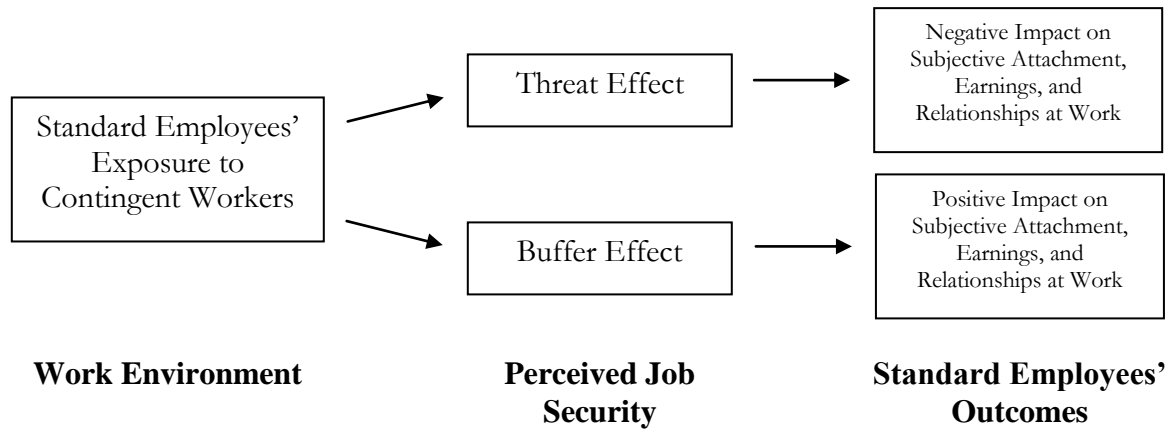 Standard Employees’
Exposure to
Contingent Workers
Threat Effect
Buffer Effect
Negative Impact on
Subjective Attachment,
Earnings, and
Relationships at Work
Positive Impact on
Subjective Attachment,
Earnings, and
Relationships at Work
Work Environment
Perceived Job
Security
Standard Employees’
Outcomes